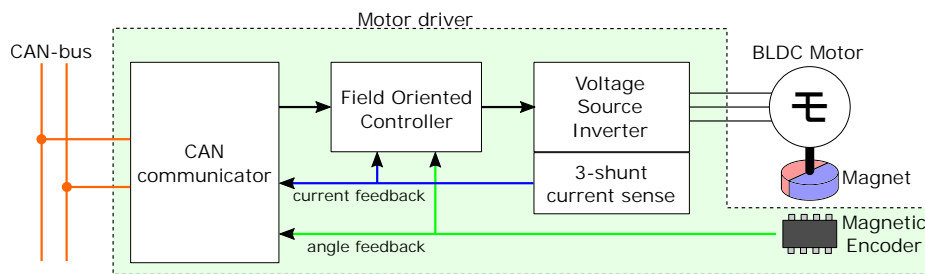 Motor driver
CAN-bus
BLDC Motor
CAN
communicator
Field Oriented
Controller
Voltage
Source
Inverter
3-shunt
current sense
current feedback
angle feedback
Magnet
Magnetic
Encoder